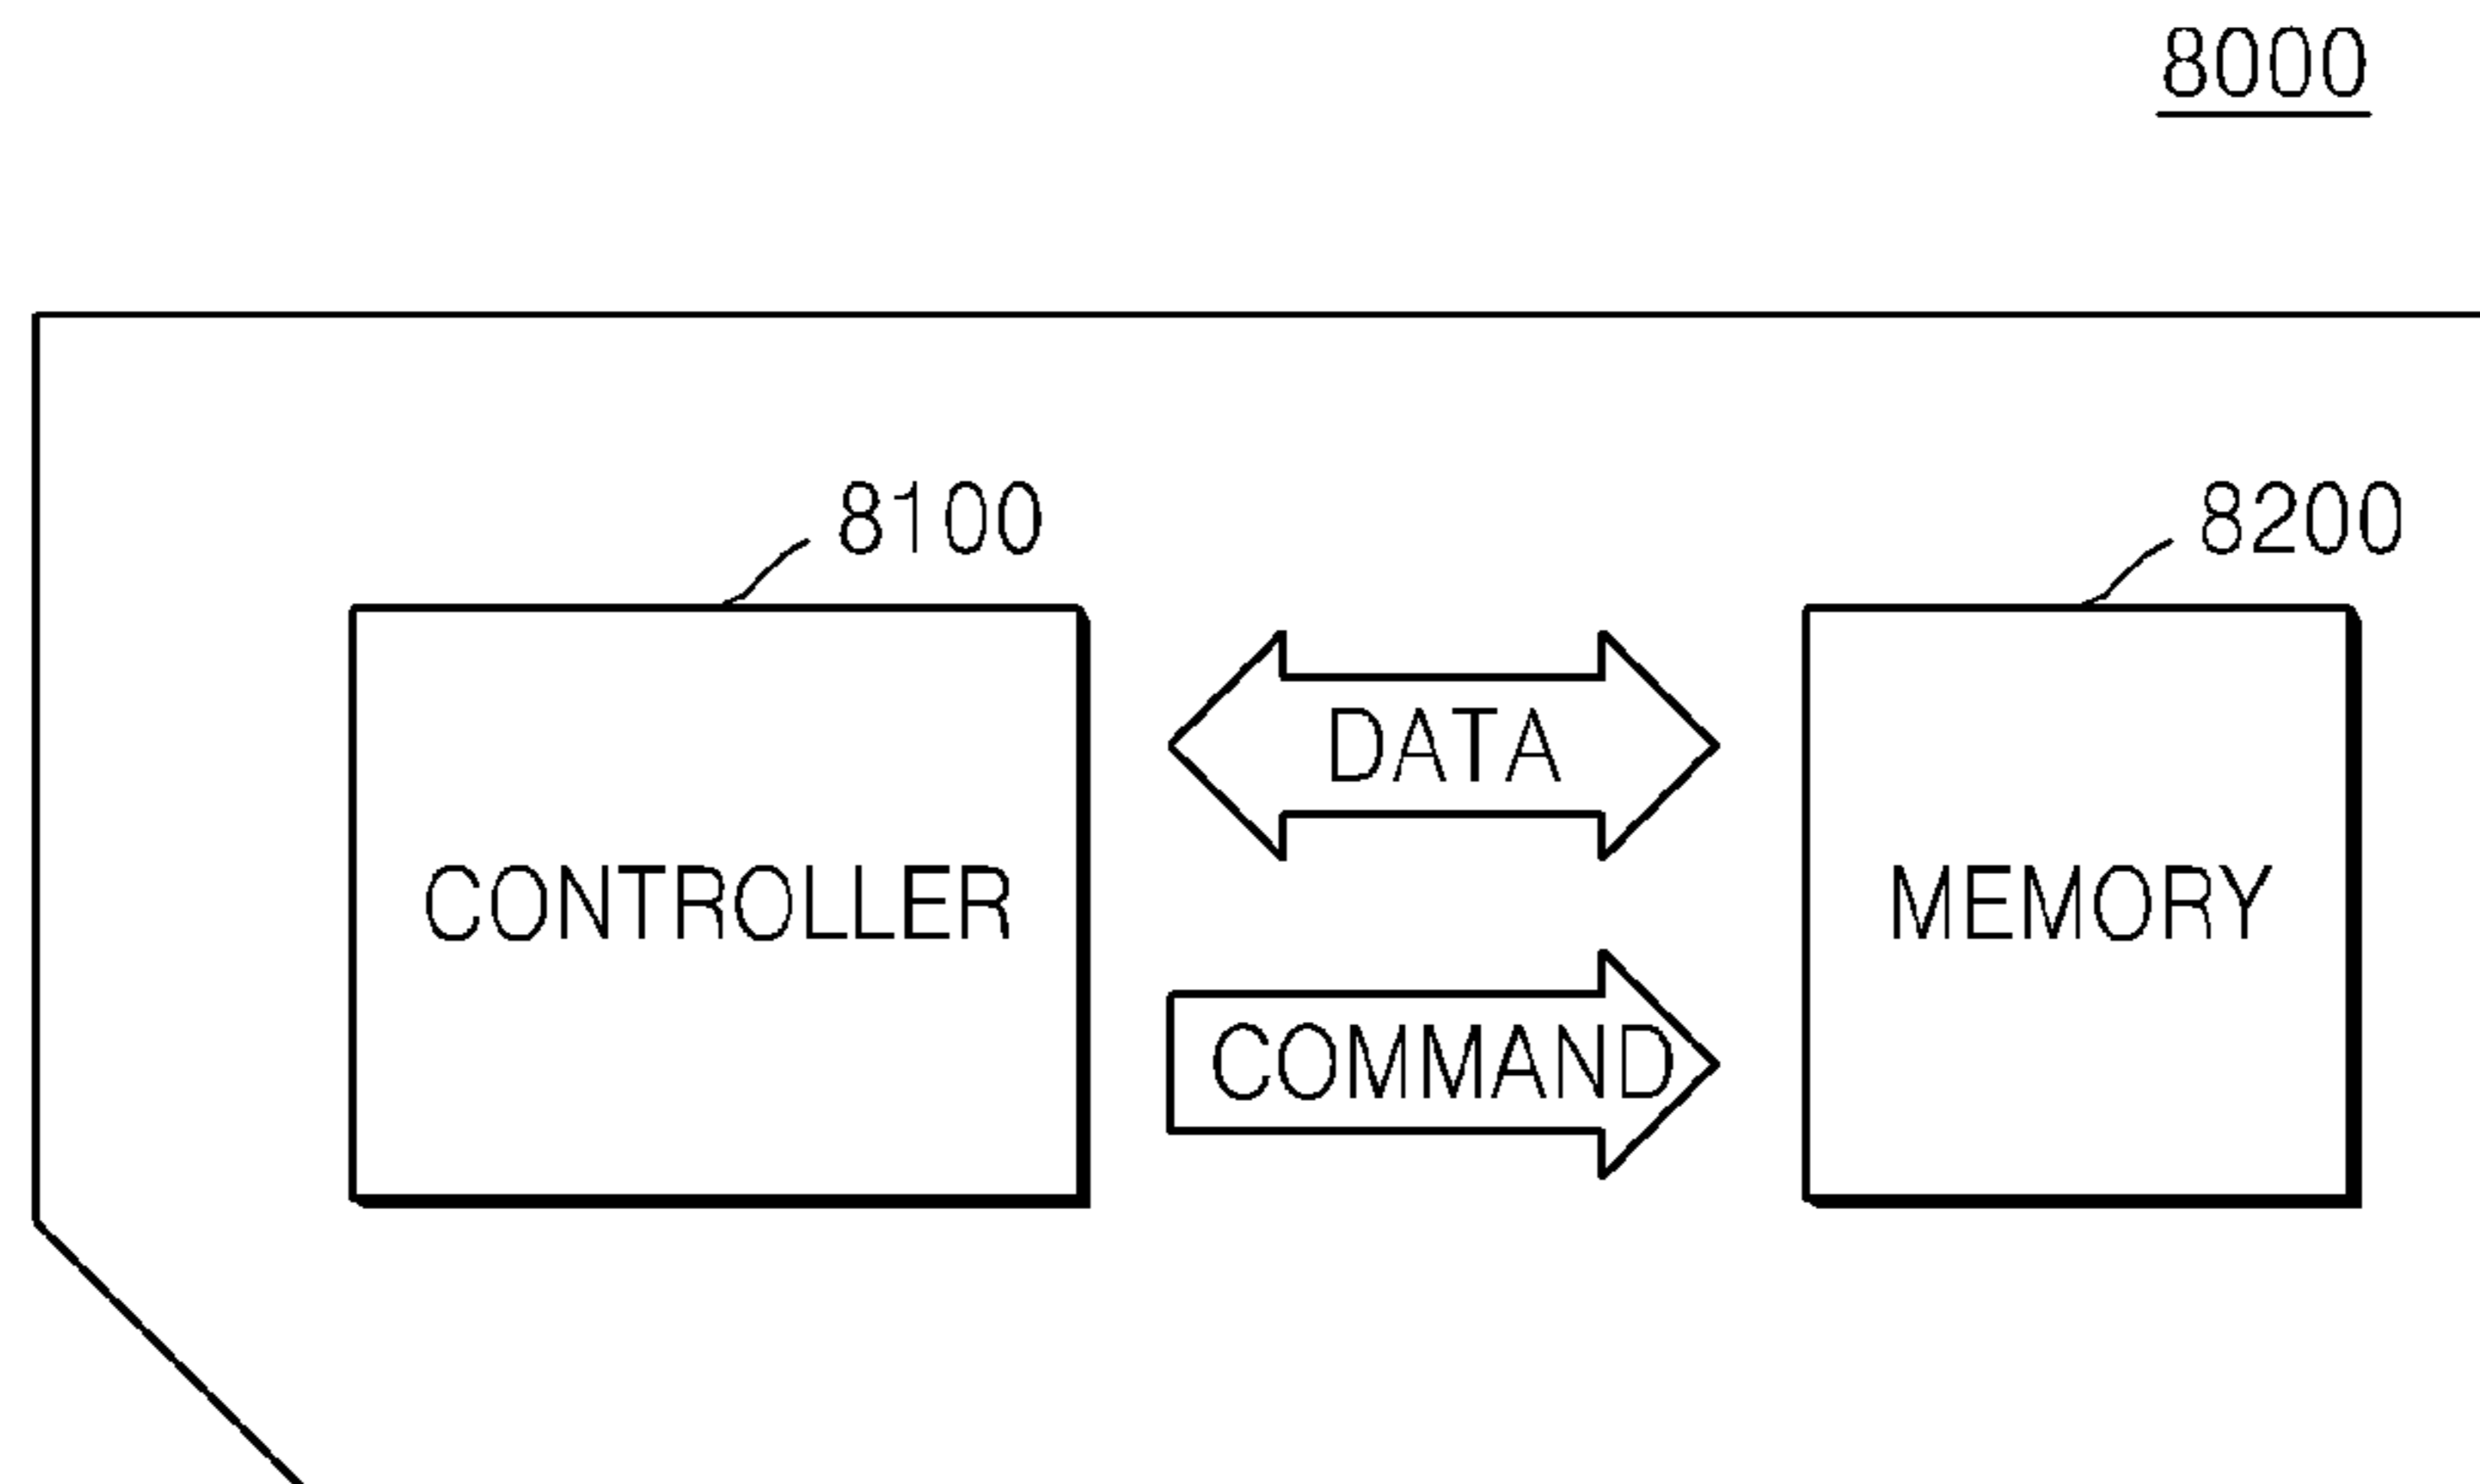 8000
8100
8200
DATA
CONTROLLER
MEMORY
COMMAND